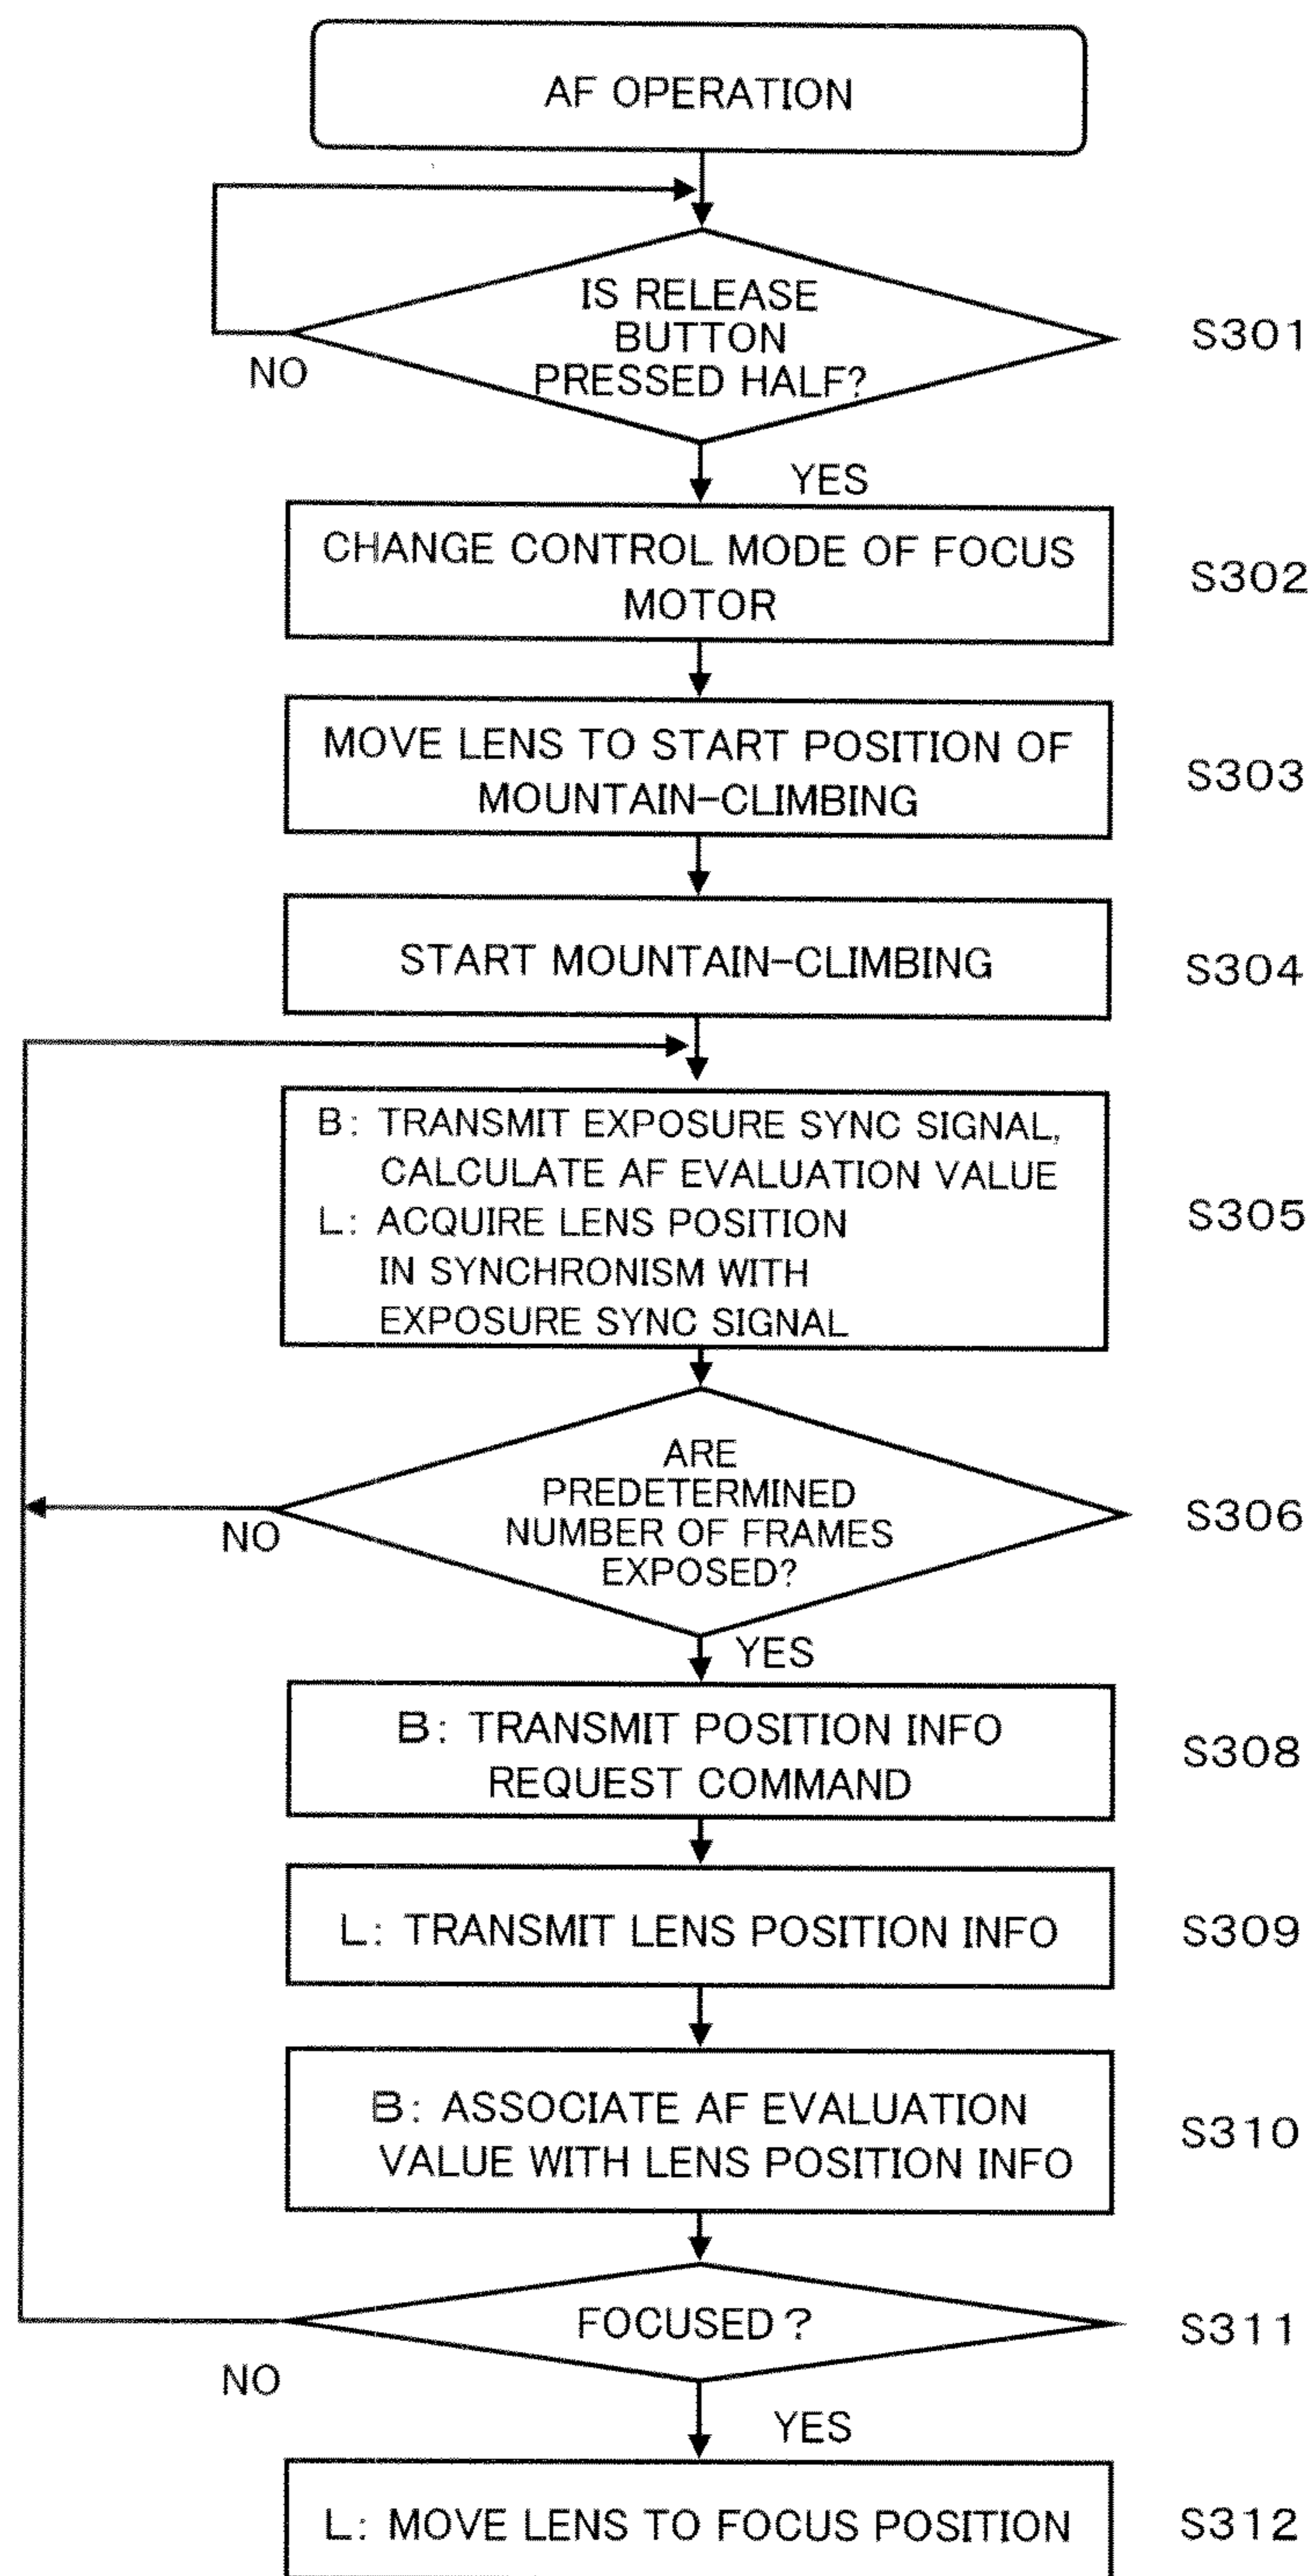 AF OPERATION
IS RELEASE
BUTTON
PRESSED HALF?
S301
NO
YES
CHANGE CONTROL MODE OF FOCUS
MOTOR
S302
MOVE LENS TO START POSITION OF
MOUNTAIN-CLIMBING
S303
START MOUNTAIN-CLIMBING
S304
B: TRANSMIT EXPOSURE SYNC SIGNAL,
CALCULATE AF EVALUATION VALUE
L: ACQUIRE LENS POSITION
IN SYNCHRONISM WITH
EXPOSURE SYNC SIGNAL
S305
ARE
PREDETERMINED
NUMBER OF FRAMES
EXPOSED?
S306
NO
YES
B: TRANSMIT POSITION INFO
REQUEST COMMAND
S308
L: TRANSMIT LENS POSITION INFO
S309
B: ASSOCIATE AF EVALUATION
VALUE WITH LENS POSITION INFO
S310
FOCUSED?
S311
NO
YES
L: MOVE LENS TO FOCUS POSITION
S312